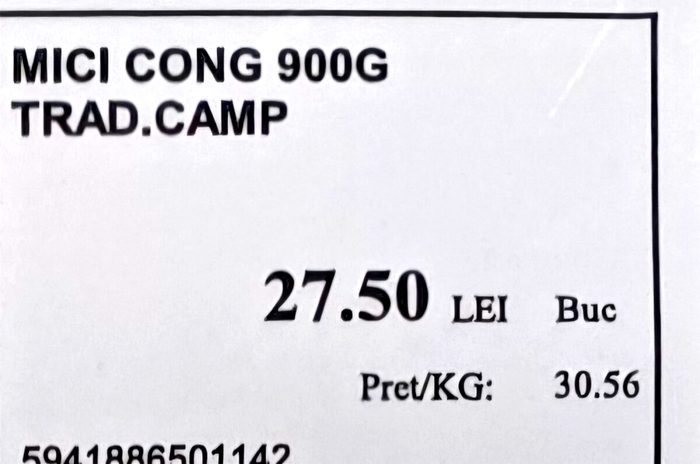 MICI CONG 900G
TRAD.CAMP
27.50 LEI Buc
Pret/KG: 30.56
5941886501142